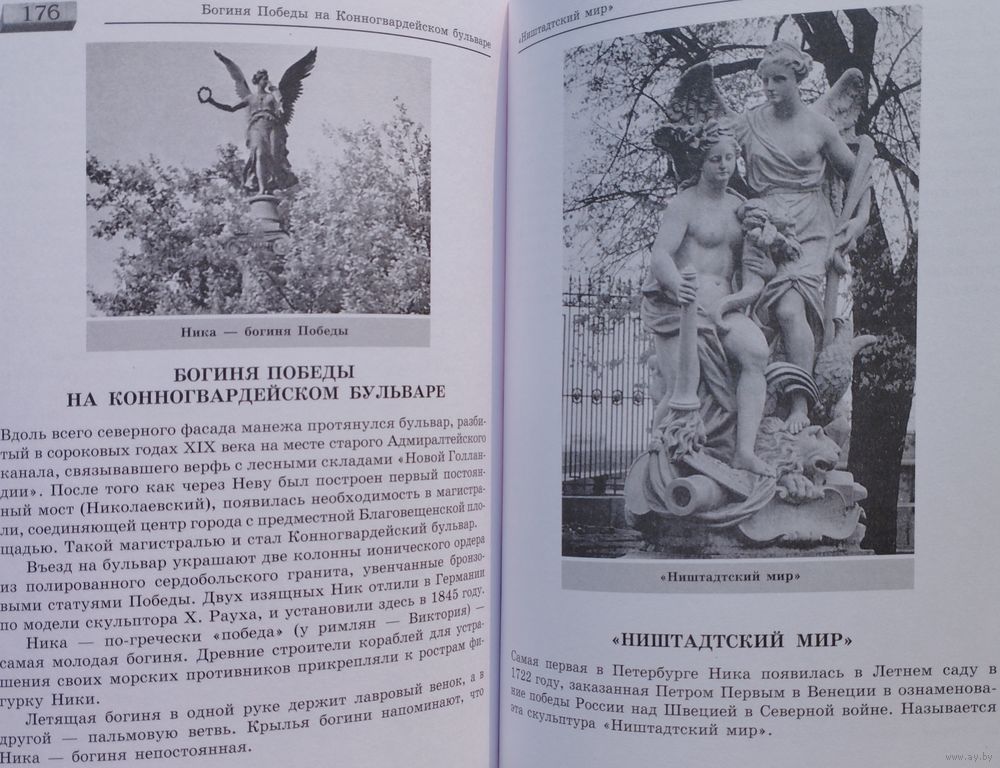 176
Богиня Победы на Конногвардейском бульваре
Ника — богиня Победы
БОГИНЯ ПОБЕДЫ
НА КОННОГВАРДЕЙСКОМ БУЛЬВАРЕ
Вдоль всего северного фасада манежа протянулся бульвар, разби-
тый в сороковых годах XIX века на месте старого Адмиралтейского
канала, связывавшего верфь с лесными складами «Новой Голлан-
дии». После того как через Неву был построен первый постоян-
ный мост (Николаевский), появилась необходимость в магистра-
ли, соединяющей центр города с предместной Благовещенской пло-
щадью. Такой магистралью и стал Конногвардейский бульвар.
Въезд на бульвар украшают две колонны ионического ордера
из полированного сердобольского гранита, увенчанные бронзо-
выми статуями Победы. Двух изящных Ник отлили в Германии
по модели скульптора Х. Рауха, и установили здесь в 1845 году.
Ника — по-гречески «победа» (у римлян — Виктория) —
самая молодая богиня. Древние строители кораблей для устра-
шения своих морских противников прикрепляли к рострам фи-
гурку Ники.
Летящая богиня в одной руке держит лавровый венок, а в
другой — пальмовую ветвь. Крылья богини напоминают, что
Ника — богиня непостоянная.
«Ништадтский мир»
«Ништадтский мир»
«НИШТАДТСКИЙ МИР»
Самая первая в Петербурге Ника появилась в Летнем саду в
1722 году, заказанная Петром Первым в Венеции в ознаменова-
ние победы России над Швецией в Северной войне. Называется
эта скульптура «Ништадтский мир».
www.ay.by